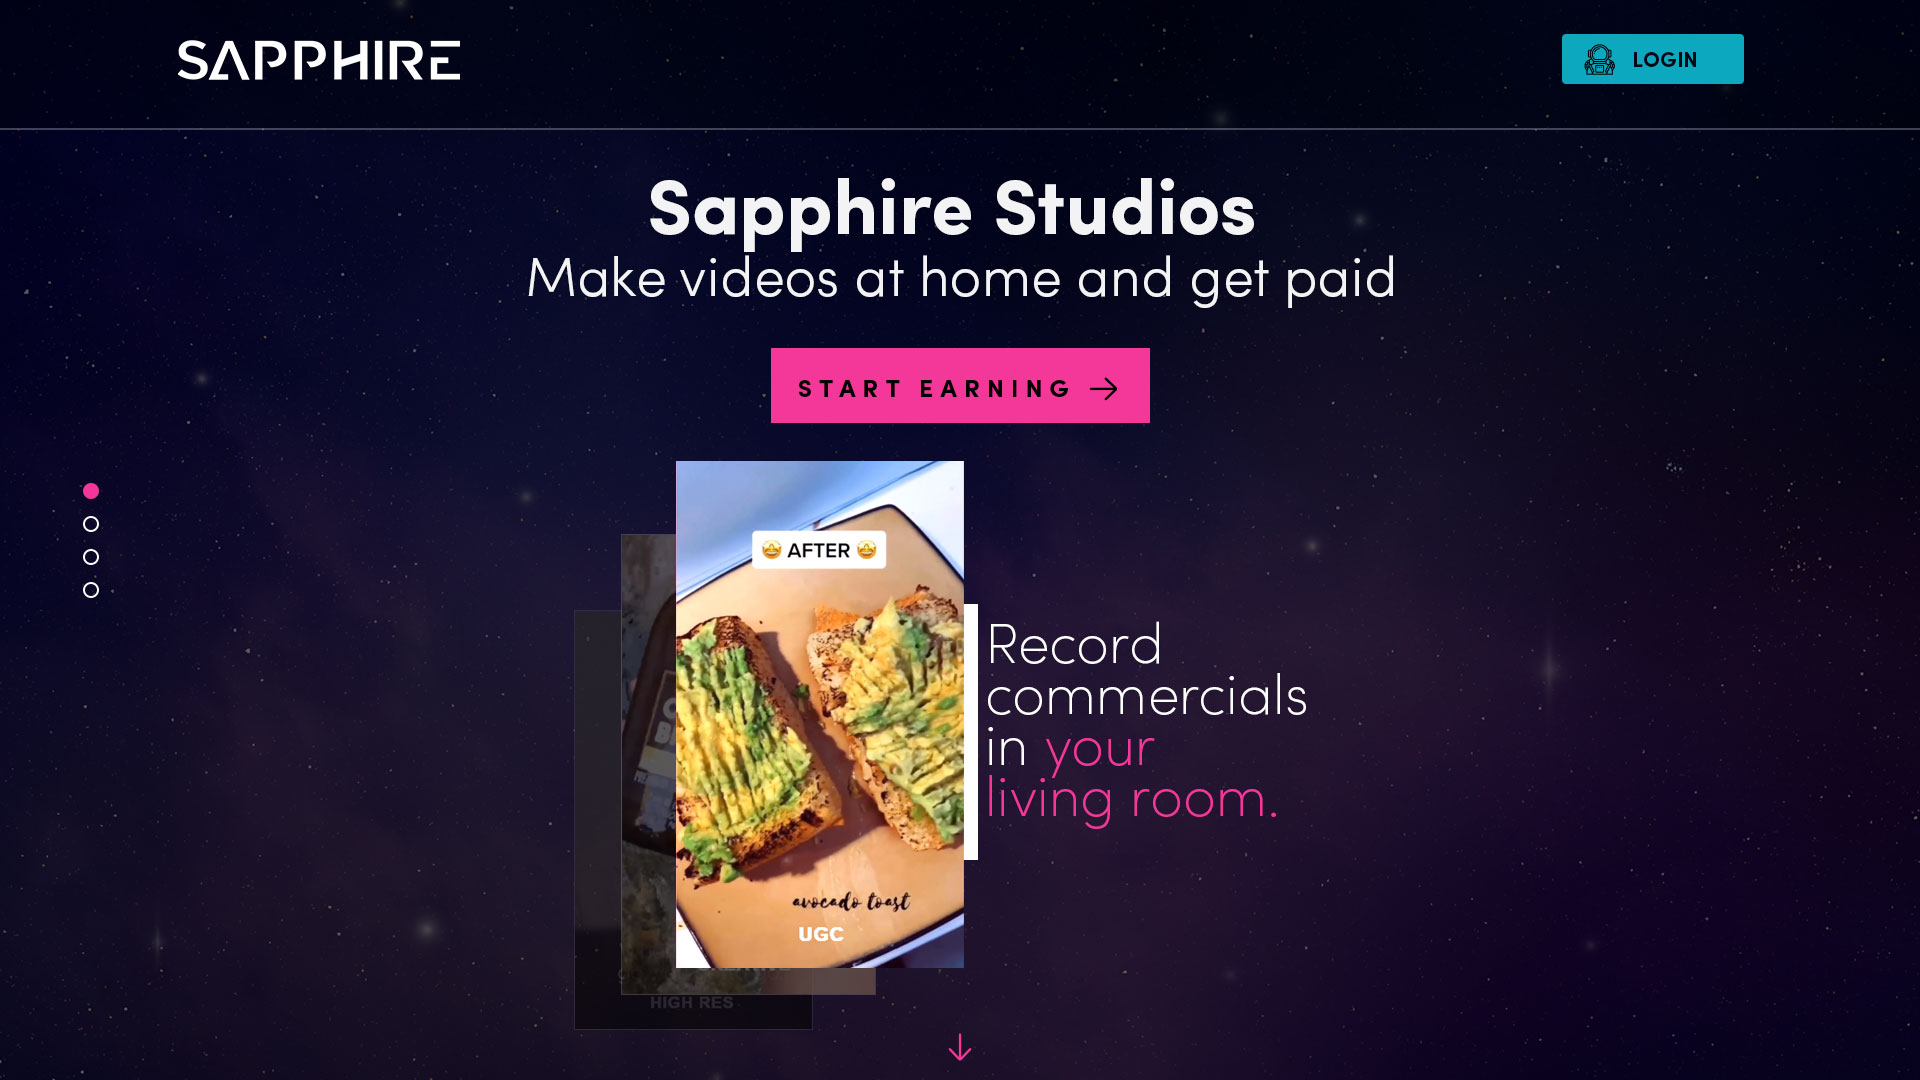 SAPPHIRE
LOGIN
Sapphire Studios
Make videos at home and get paid
START EARNING
AFTER
Record
commercials
in your
living room.
avocado toast
UGC
HIGH RES